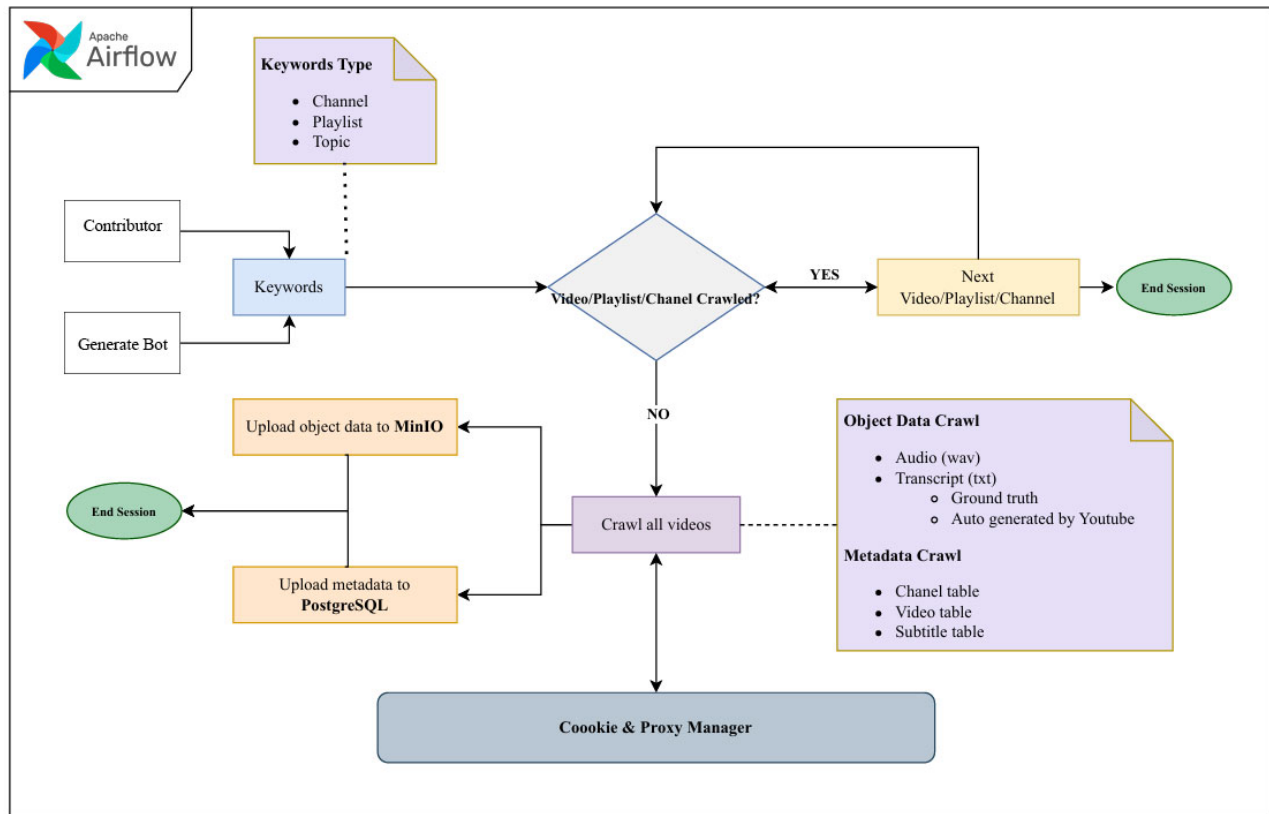 Apache
Airflow
Keywords Type
Channel
Playlist
Topic
Contributor
Keywords
Generate Bot
Video/Playlist/Chanel Crawled?
YES
Next
Video/Playlist/Channel
End Session
NO
Upload object data to MinIO
End Session
Upload metadata to
PostgreSQL
Crawl all videos
Object Data Crawl
Audio (wav)
Transcript (txt)
Ground truth
Auto generated by Youtube
Metadata Crawl
Chanel table
Video table
Subtitle table
Coookie & Proxy Manager